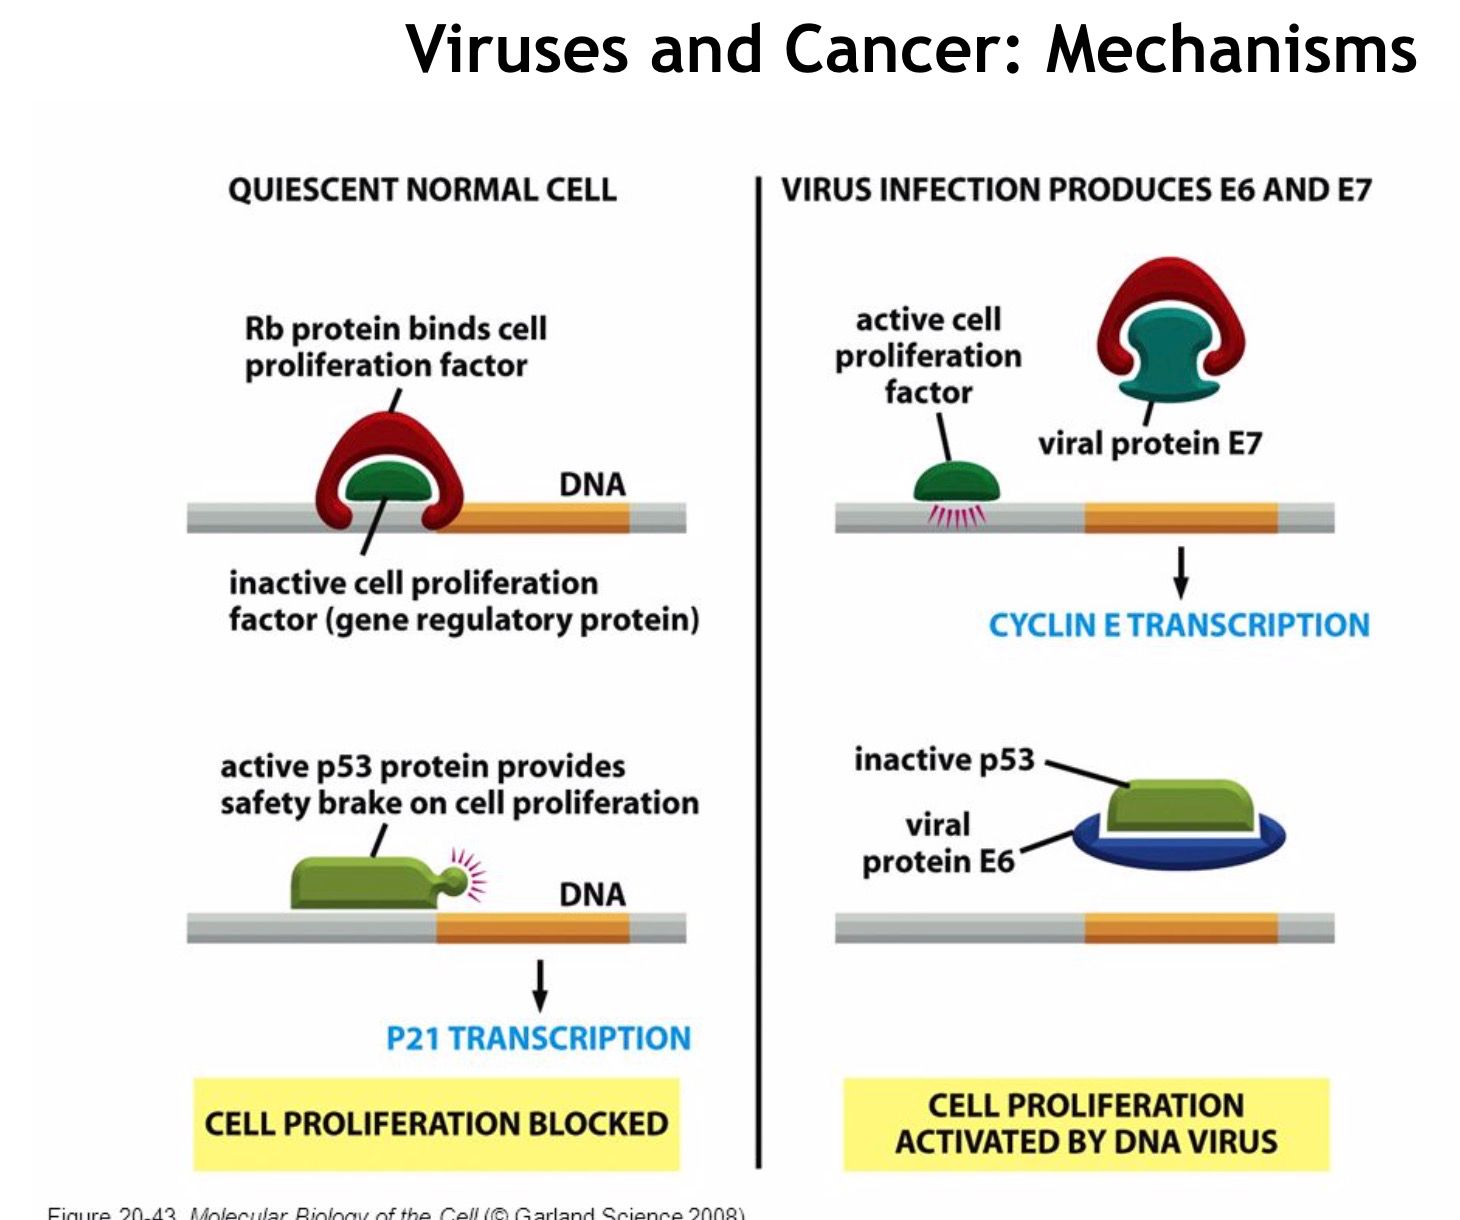 Viruses and Cancer: Mechanisms
QUIESCENT NORMAL CELL
Rb protein binds cell
proliferation factor
DNA
inactive cell proliferation
factor (gene regulatory protein)
active p53 protein provides
safety brake on cell proliferation
DNA
P21 TRANSCRIPTION
CELL PROLIFERATION BLOCKED
VIRUS INFECTION PRODUCES E6 AND E7
active cell
proliferation
factor
viral protein E7
CYCLIN E TRANSCRIPTION
inactive p53
viral
protein E6
CELL PROLIFERATION
ACTIVATED BY DNA VIRUS
Figure 20-43 Molecular Biology of the Cell (© Garland Science 2008)